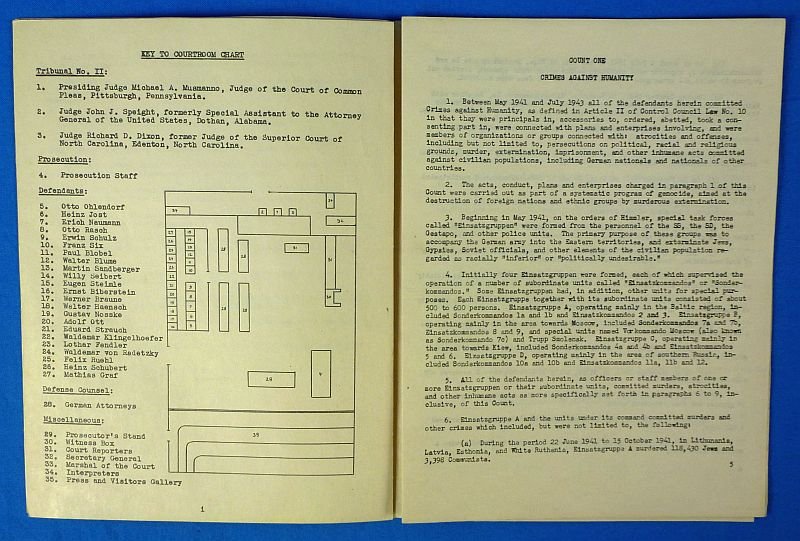 KEY TO COURTROOM CHART
Tribunal No. II:
1. Presiding Judge Michael A. Musmanno, Judge of the Court of Common
Pleas, Pittsburgh, Pennsylvania.
2. Judge John J. Speight, formerly Special Assistant to the Attorney
General of the United States, Dothan, Alabama.
3. Judge Richard D. Dixon, former Judge of the Superior Court of
North Carolina, Edenton, North Carolina.
Prosecution:
4. Prosecution Staff
Defendants:
5. Otto Ohlendorf
6. Heinz Jost
7. Erich Naumann
8. Otto Rasch
9. Erwin Schulz
10. Franz Six
11. Paul Blobel
12. Walter Blume
13. Martin Sandberger
14. Willy Seibert
15. Eugen Steimle
16. Ernst Biberstein
17. Werner Braune
18. Walter Haensch
19. Gustav Nosske
20. Adolf Ott
21. Eduard Strauch
22. Waldemar Klingelhoefer
23. Lothar Fendler
24. Waldemar von Radetzky
25. Felix Ruehl
26. Heinz Schubert
27. Mathias Graf
Defense Counsel:
28. German Attorneys
Miscellaneous:
29. Prosecutor's Stand
30. Witness Box
31. Court Reporters
32. Secretary General
33. Marshal of the Court
34. Interpreters
35. Press and Visitors Gallery
35
1
COUNT ONE
CRIMES AGAINST HUMANITY
1. Between May 1941 and July 1943 all of the defendants herein committed
Crimes against Humanity, as defined in Article II of Control Council Law No. 10
in that they were principals in, accessories to, ordered, abetted, took a con-
senting part in, were connected with plans and enterprises involving, and were
members of organizations or groups connected with: atrocities and offenses,
including but not limited to, persecutions on political, racial and religious
grounds, murder, extermination, imprisonment, and other inhumane acts committed
against civilian populations, including German nationals and nationals of other
countries.
2. The acts, conduct, plans and enterprises charged in paragraph 1 of this
Count were carried out as part of a systematic program of genocide, aimed at the
destruction of foreign nations and ethnic groups by murderous extermination.
3. Beginning in May 1941, on the orders of Himmler, special task forces
called "Einsatzgruppen" were formed from the personnel of the SS, the SD, the
Gestapo, and other police units. The primary purpose of these groups was to
accompany the German army into the Eastern territories, and exterminate Jews,
Gypsies, Soviet officials, and other elements of the civilian population re-
garded as racially "inferior" or "politically undesirable."
4. Initially four Einsatzgruppen were formed, each of which supervised the
operation of a number of subordinate units called "Einsatzkommandos" or "Sonder-
kommandos." Some Einsatzgruppen had, in addition, other units for special pur-
poses. Each Einsatzgruppe together with its subordinate units consisted of about
500 to 600 persons. Einsatzgruppe A, operating mainly in the Baltic region, in-
cluded Sonderkommandos 1a and 1b and Einsatzkommandos 2 and 3. Einsatzgruppe B,
operating mainly in the area towards Moscow, included Sonderkommandos 7a and 7b,
Einsatzkommandos 8 and 9, and special units named Vorkommando Moscow (also known
as Sonderkommando 7c) and Trupp Smolensk. Einsatzgruppe C, operating mainly in
the area towards Kiew, included Sonderkommandos 4a and 4b and Einsatzkommandos
5 and 6. Einsatzgruppe D, operating mainly in the area of southern Russia, in-
cluded Sonderkommandos 10a and 10b and Einsatzkommandos 11a, 11b and 12.
5. All of the defendants herein, as officers or staff members of one or
more Einsatzgruppen or their subordinate units, committed murders, atrocities,
and other inhumane acts as more specifically set forth in paragraphs 6 to 9, in-
clusive, of this Count.
6. Einsatzgruppe A and the units under its command committed murders and
other crimes which included, but were not limited to, the following:
(a) During the period 22 June 1941 to 15 October 1941, in Lithuania,
Latvia, Esthonia, and White Ruthenia, Einsatzgruppe A murdered 118,430 Jews and
3,398 Communists.
5